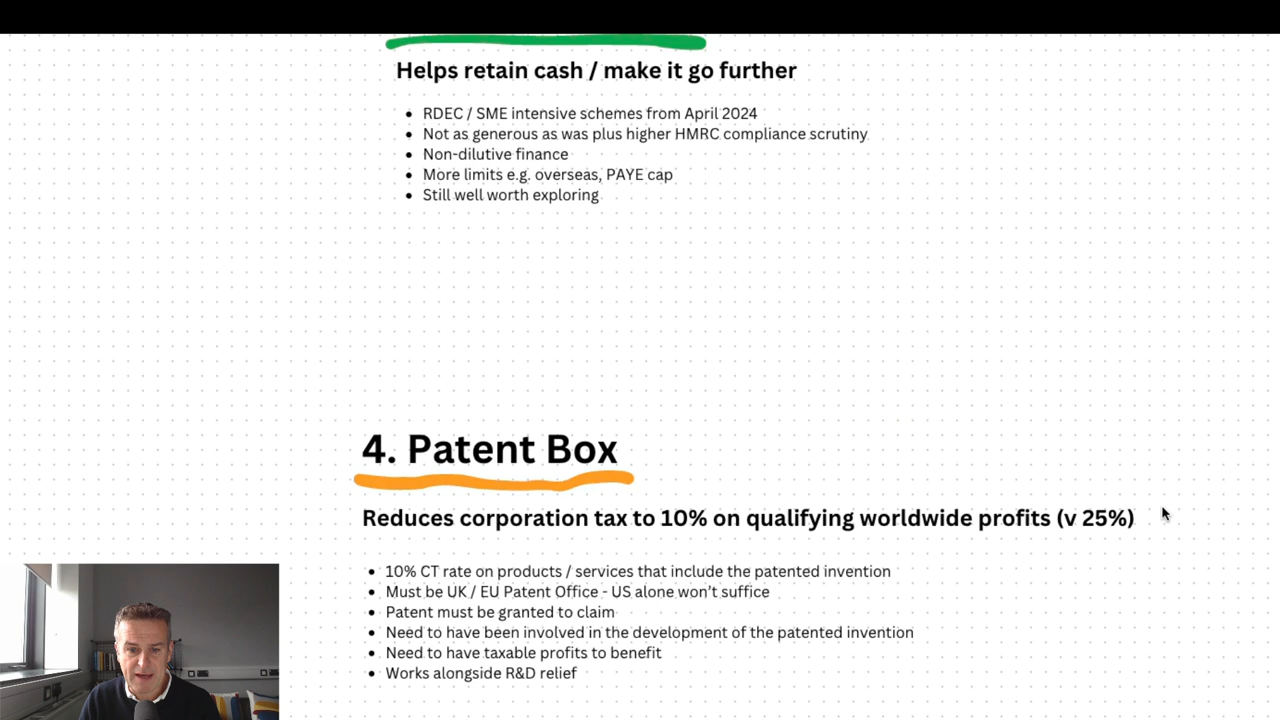 Helps retain cash / make it go further
• RDEC / SME intensive schemes from April 2024
• Not as generous as was plus higher HMRC compliance scrutiny
• Non-dilutive finance
• More limits e.g. overseas, PAYE cap
• Still well worth exploring
4. Patent Box
Reduces corporation tax to 10% on qualifying worldwide profits (v 25%)
• 10% CT rate on products / services that include the patented invention
• Must be UK / EU Patent Office - US alone won’t suffice
• Patent must be granted to claim
• Need to have been involved in the development of the patented invention
• Need to have taxable profits to benefit
• Works alongside R&D relief